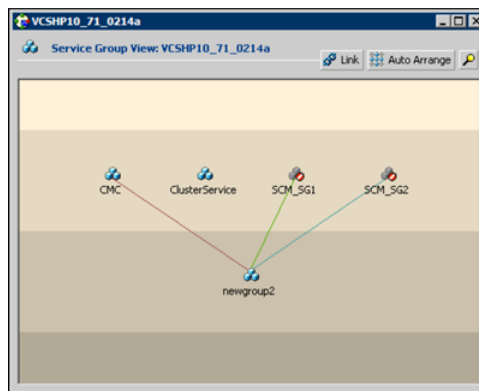 VCSHP10_71_0214a
Service Group View: VCSHP10_71_0214a
Link Auto Arrange
CMC ClusterService SCM_SG1 SCM_SG2
newgroup2